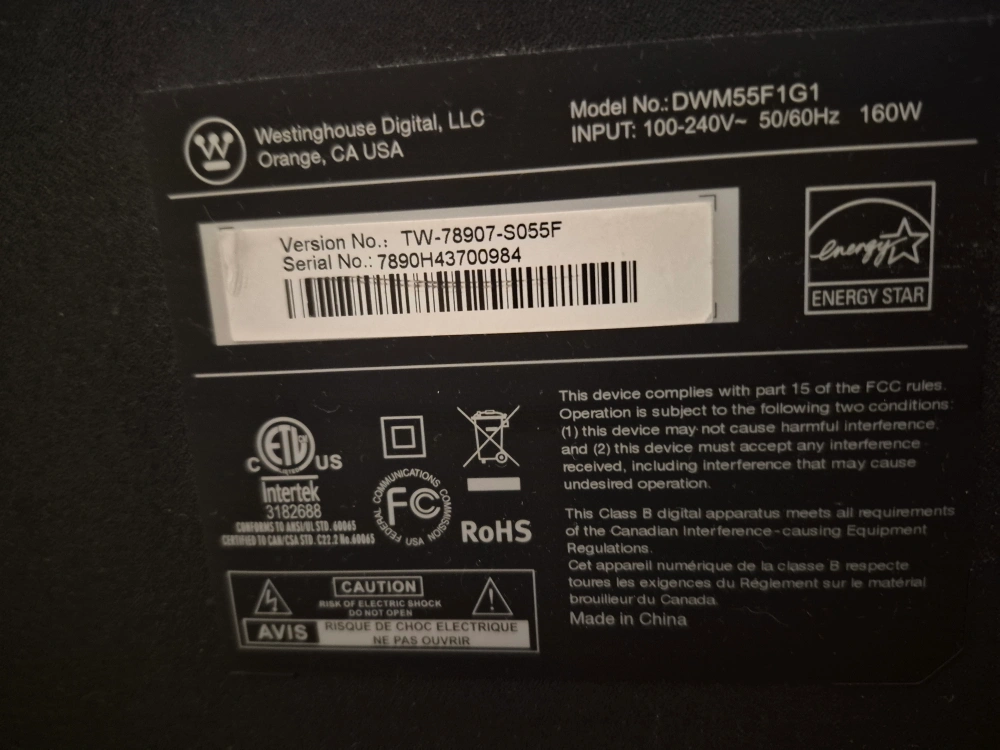 Westinghouse Digital, LLC
Orange, CA USA
Model No.: DWM55F1G1
INPUT: 100-240V~ 50/60Hz 160W
Version No.: TW-78907-S055F
Serial No.: 7890H43700984
energy
ENERGY STAR
ETL
C US
Intertek
3182688
CONFORMS TO ANSI/UL STD. 60065
CERTIFIED TO CAN/CSA STD. C22.2 No.60065
FEDERAL COMMUNICATIONS COMMISSION
FC
USA
RoHS
CAUTION
RISK OF ELECTRIC SHOCK
DO NOT OPEN
AVIS
RISQUE DE CHOC ELECTRIQUE
NE PAS OUVRIR
This device complies with part 15 of the FCC rules.
Operation is subject to the following two conditions:
(1) this device may not cause harmful interference,
and (2) this device must accept any interference
received, including interference that may cause
undesired operation.
This Class B digital apparatus meets all requirements
of the Canadian Interference-causing Equipment
Regulations.
Cet appareil numérique de la classe B respecte
toutes les exigences du Réglement sur le matérial
brouilleur du Canada.
Made in China